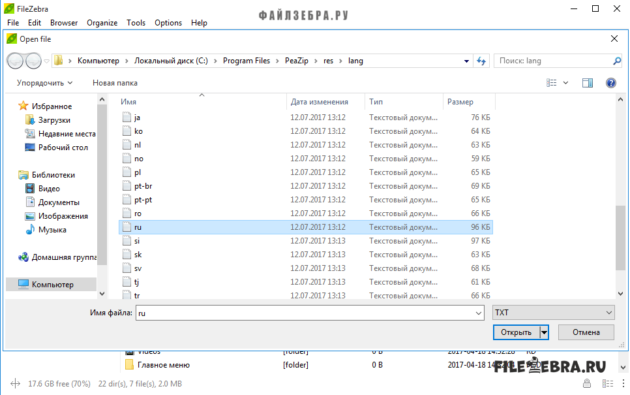 FileZebra
ФАЙЛЗЕБРА.РУ
File Edit Browser Organize Tools Options Help
Open file
Компьютер Локальный диск (C:) Program Files PeaZip res lang
Поиск: lang
Упорядочить Новая папка
Имя Дата изменения Тип Размер
Избранное
Загрузки
Недавние места
Рабочий стол
Библиотеки
Видео
Документы
Изображения
Музыка
Домашняя группа
Компьютер
ja 12.07.2017 13:12 Текстовый докум... 76 КБ
ko 12.07.2017 13:12 Текстовый докум... 64 КБ
nl 12.07.2017 13:12 Текстовый докум... 63 КБ
no 12.07.2017 13:12 Текстовый докум... 59 КБ
pl 12.07.2017 13:12 Текстовый докум... 65 КБ
pt-br 12.07.2017 13:12 Текстовый докум... 69 КБ
pt-pt 12.07.2017 13:12 Текстовый докум... 65 КБ
ro 12.07.2017 13:12 Текстовый докум... 66 КБ
ru 12.07.2017 13:12 Текстовый докум... 96 КБ
si 12.07.2017 13:13 Текстовый докум... 97 КБ
sk 12.07.2017 13:13 Текстовый докум... 63 КБ
sv 12.07.2017 13:13 Текстовый докум... 68 КБ
tj 12.07.2017 13:13 Текстовый докум... 61 КБ
tr 12.07.2017 13:13 Текстовый докум... 66 КБ
Имя файла: ru TXT
Открыть Отмена
Videos [folder] 0 B 2017-04-18 14:52:28
Главное меню [folder] 0 B 2017-04-18
FILEZEBRA.RU
17.6 GB free (70%) 22 dir(s), 7 file(s), 2.0 MB